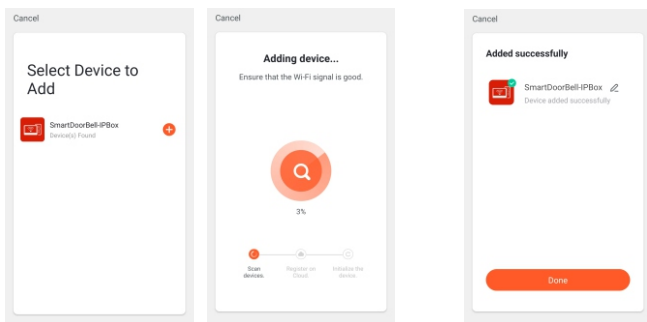 Cancel
Select Device to
Add
SmartDoorBell-IPBox
Device(s) Found
Cancel
Adding device...
Ensure that the Wi-Fi signal is good.
3%
Scan
devices.
Register on
Cloud.
Initialize the
device.
Cancel
Added successfully
SmartDoorBell-IPBox
Device added successfully
Done